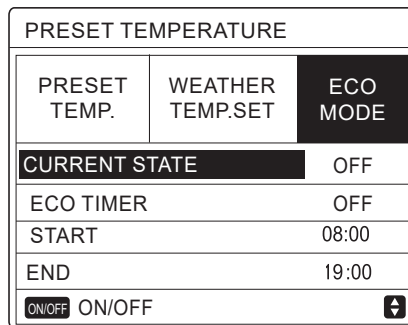 PRESET TEMPERATURE
PRESET TEMP. WEATHER TEMP.SET ECO MODE
CURRENT STATE OFF
ECO TIMER OFF
START 08:00
END 19:00
ON/OFF ON/OFF